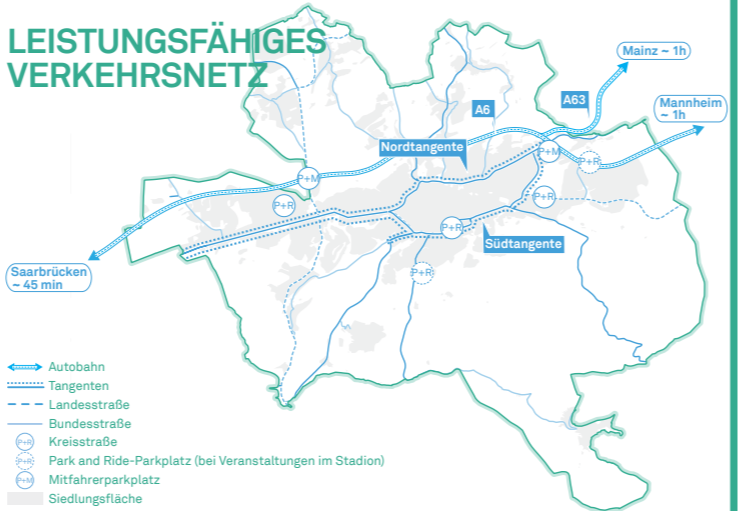 LEISTUNGSFÄHIGES
VERKEHRSNETZ
Mainz ~ 1h
A63
A6
Mannheim
~ 1h
Nordtangente
P+M
P+R
P+M
P+R
P+R
P+R
Südtangente
P+R
Saarbrücken
~ 45 min
Autobahn
Tangenten
Landesstraße
Bundesstraße
P+R Kreisstraße
P+R Park and Ride-Parkplatz (bei Veranstaltungen im Stadion)
P+M Mitfahrerparkplatz
Siedlungsfläche